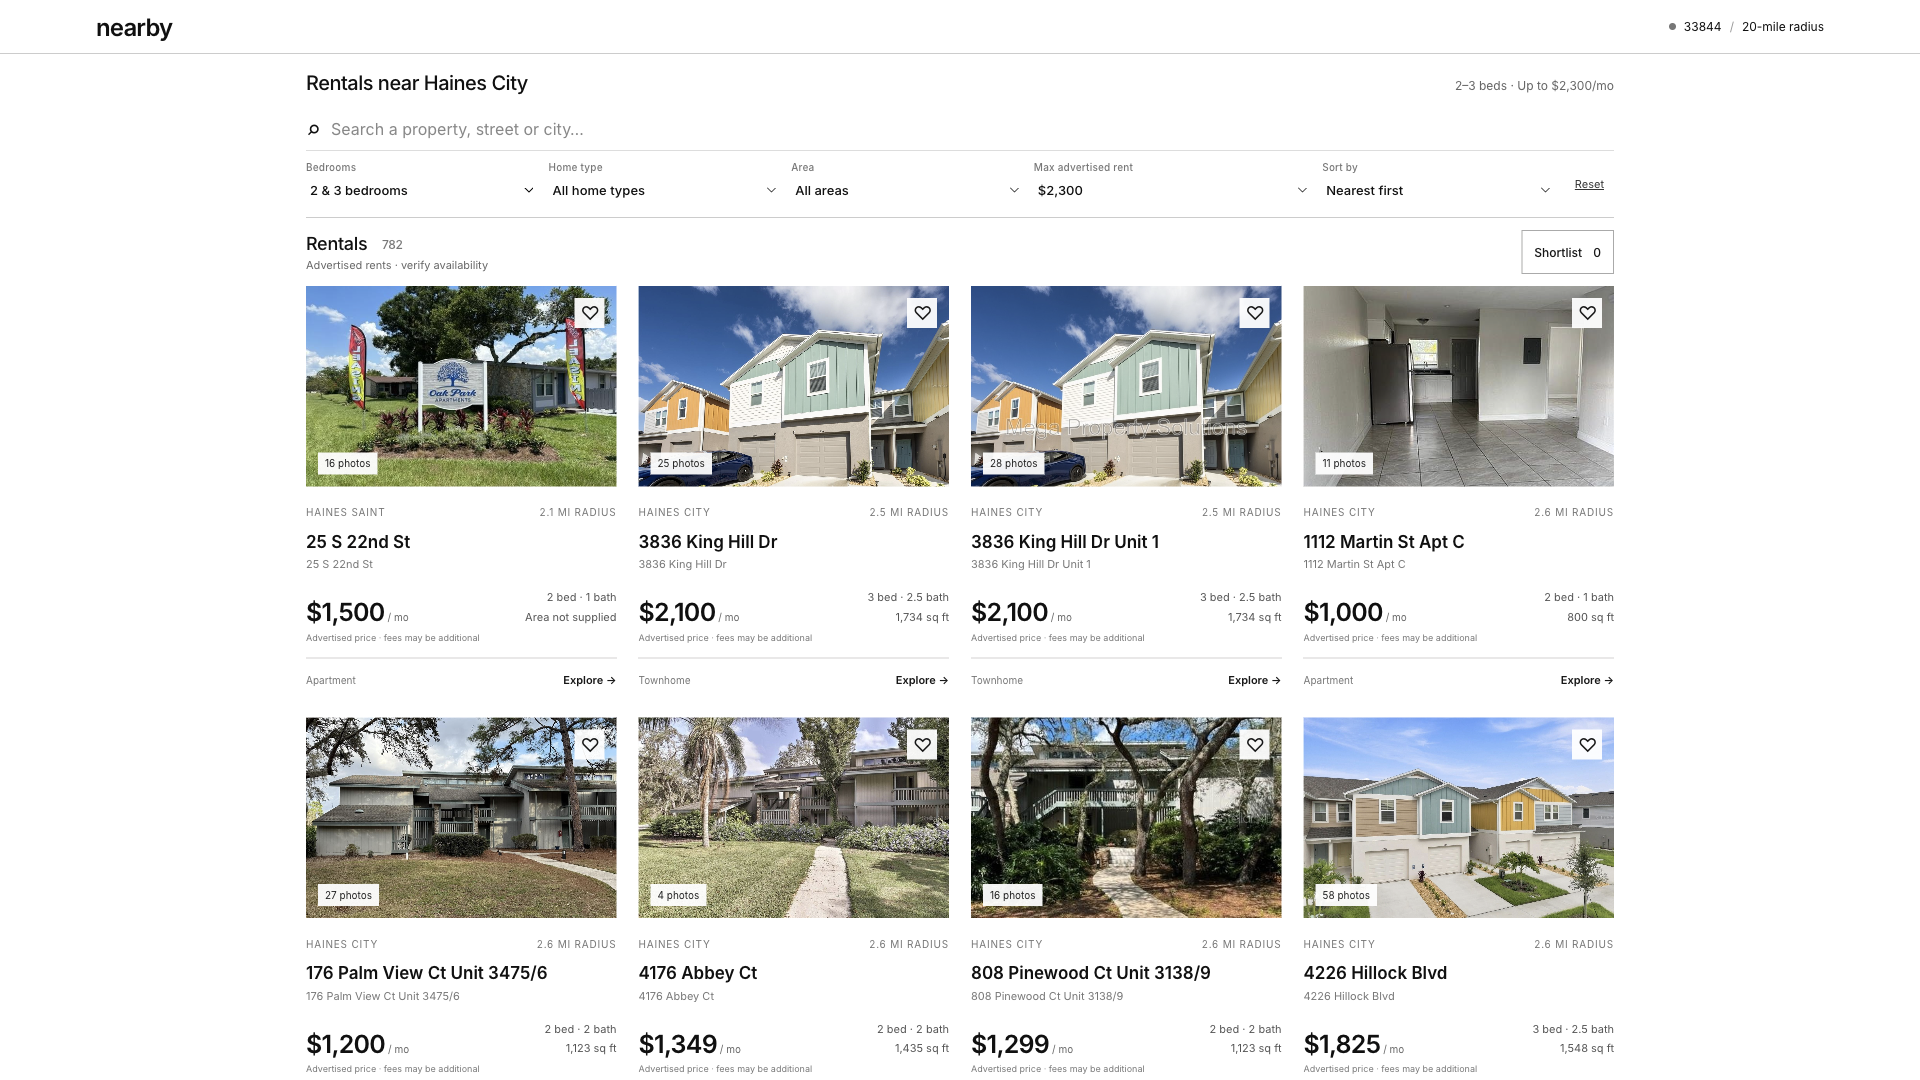 nearby
33844 / 20-mile radius
Rentals near Haines City
2–3 beds · Up to $2,300/mo
Search a property, street or city...
Bedrooms
Home type
Area
Max advertised rent
Sort by
2 & 3 bedrooms
All home types
All areas
$2,300
Nearest first
Reset
Rentals 782
Advertised rents · verify availability
Shortlist 0
Oak Park
APARTMENTS
16 photos
25 photos
Mega Property Solutions
28 photos
11 photos
HAINES SAINT 2.1 MI RADIUS
25 S 22nd St
25 S 22nd St
2 bed · 1 bath
$1,500 / mo
Area not supplied
Advertised price · fees may be additional
Apartment Explore →
HAINES CITY 2.5 MI RADIUS
3836 King Hill Dr
3836 King Hill Dr
3 bed · 2.5 bath
$2,100 / mo
1,734 sq ft
Advertised price · fees may be additional
Townhome Explore →
HAINES CITY 2.5 MI RADIUS
3836 King Hill Dr Unit 1
3836 King Hill Dr Unit 1
3 bed · 2.5 bath
$2,100 / mo
1,734 sq ft
Advertised price · fees may be additional
Townhome Explore →
HAINES CITY 2.6 MI RADIUS
1112 Martin St Apt C
1112 Martin St Apt C
2 bed · 1 bath
$1,000 / mo
800 sq ft
Advertised price · fees may be additional
Apartment Explore →
27 photos
4 photos
16 photos
58 photos
HAINES CITY 2.6 MI RADIUS
176 Palm View Ct Unit 3475/6
176 Palm View Ct Unit 3475/6
2 bed · 2 bath
$1,200 / mo
1,123 sq ft
Advertised price · fees may be additional
HAINES CITY 2.6 MI RADIUS
4176 Abbey Ct
4176 Abbey Ct
2 bed · 2 bath
$1,349 / mo
1,435 sq ft
Advertised price · fees may be additional
HAINES CITY 2.6 MI RADIUS
808 Pinewood Ct Unit 3138/9
808 Pinewood Ct Unit 3138/9
2 bed · 2 bath
$1,299 / mo
1,123 sq ft
Advertised price · fees may be additional
HAINES CITY 2.6 MI RADIUS
4226 Hillock Blvd
4226 Hillock Blvd
3 bed · 2.5 bath
$1,825 / mo
1,548 sq ft
Advertised price · fees may be additional